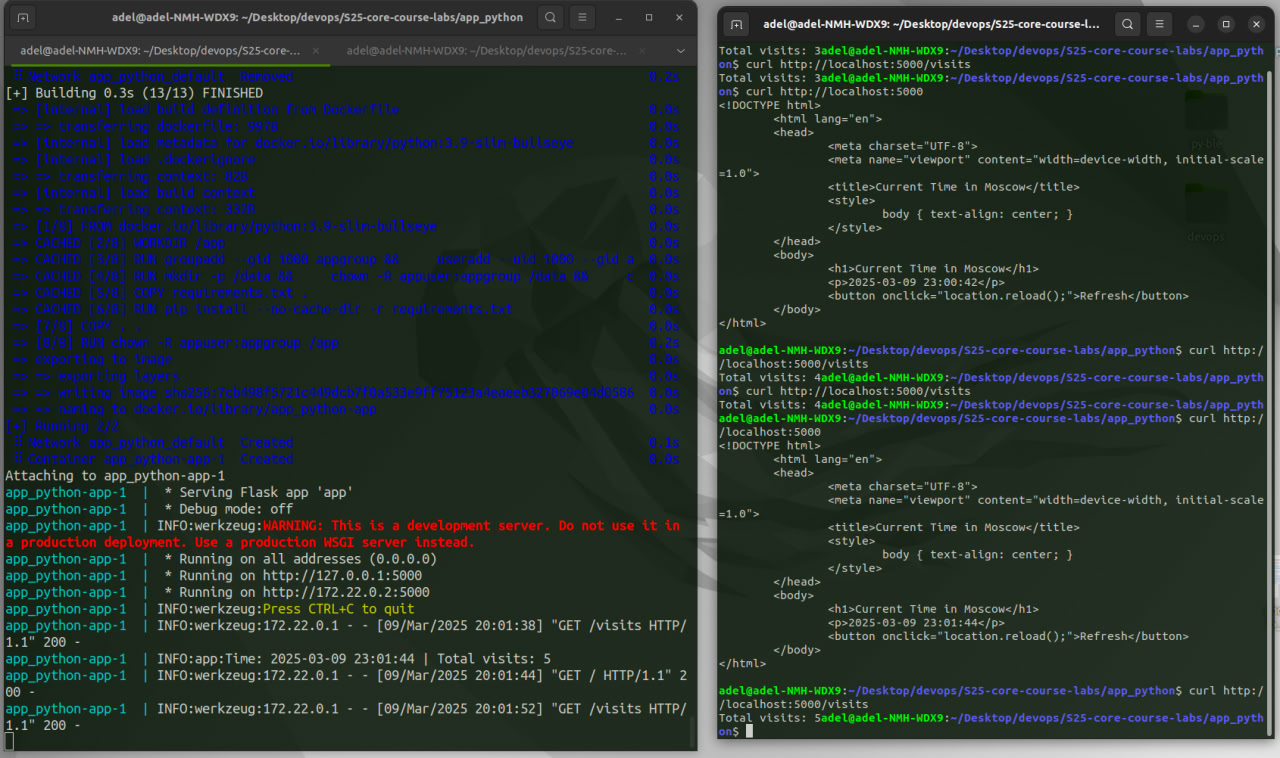 adel@adel-NMH-WDX9: ~/Desktop/devops/S25-core-course-labs/app_python
adel@adel-NMH-WDX9: ~/Desktop/devops/S25-core-co...
adel@adel-NMH-WDX9: ~/Desktop/devops/S25-core-...
Network app_python_default Removed 0.2s
[+] Building 0.3s (13/13) FINISHED
=> [internal] load build definition from Dockerfile 0.0s
=> => transferring dockerfile: 0.0s
=> [internal] load metadata for docker.io/library/python:3.9-slim-bullseye 0.0s
=> [internal] load .dockerignore 0.0s
=> => transferring context: 0.0s
=> [internal] load build context 0.0s
=> => transferring context: 0.0s
=> [1/8] FROM docker.io/library/python:3.9-slim-bullseye 0.0s
=> CACHED [2/8] WORKDIR /app 0.0s
=> CACHED [3/8] RUN groupadd --gid 1000 appgroup && useradd --uid 1000 --gid a 0.0s
=> CACHED [4/8] RUN mkdir -p /data && chown -R appuser:appgroup /data && c 0.0s
=> CACHED [5/8] COPY requirements.txt . 0.0s
=> CACHED [6/8] RUN pip install --no-cache-dir -r requirements.txt 0.0s
=> [7/8] COPY . . 0.0s
=> [8/8] RUN chown -R appuser:appgroup /app 0.2s
=> exporting to image 0.0s
=> => exporting layers 0.0s
=> => writing image 0.0s
=> => naming to docker.io/library/app_python-app 0.0s
[+] Running 2/2
Network app_python_default Created 0.1s
Container app_python-app-1 Created 0.0s
Attaching to app_python-app-1
app_python-app-1 | * Serving Flask app 'app'
app_python-app-1 | * Debug mode: off
app_python-app-1 | INFO:werkzeug:WARNING: This is a development server. Do not use it in
a production deployment. Use a production WSGI server instead.
app_python-app-1 | * Running on all addresses (0.0.0.0)
app_python-app-1 | * Running on http://127.0.0.1:5000
app_python-app-1 | * Running on http://172.22.0.2:5000
app_python-app-1 | INFO:werkzeug:Press CTRL+C to quit
app_python-app-1 | INFO:werkzeug:172.22.0.1 - - [09/Mar/2025 20:01:38] "GET /visits HTTP/
1.1" 200 -
app_python-app-1 | INFO:app:Time: 2025-03-09 23:01:44 | Total visits: 5
app_python-app-1 | INFO:werkzeug:172.22.0.1 - - [09/Mar/2025 20:01:44] "GET / HTTP/1.1" 2
00 -
app_python-app-1 | INFO:werkzeug:172.22.0.1 - - [09/Mar/2025 20:01:52] "GET /visits HTTP/
1.1" 200 -
adel@adel-NMH-WDX9: ~/Desktop/devops/S25-core-course-l...
Total visits: 3adel@adel-NMH-WDX9:~/Desktop/devops/S25-core-course-labs/app_pyth
on$ curl http://localhost:5000/visits
Total visits: 3adel@adel-NMH-WDX9:~/Desktop/devops/S25-core-course-labs/app_pyth
on$ curl http://localhost:5000
<!DOCTYPE html>
<html lang="en">
<head>
<meta charset="UTF-8">
<meta name="viewport" content="width=device-width, initial-scale
=1.0">
<title>Current Time in Moscow</title>
<style>
body { text-align: center; }
</style>
</head>
<body>
<h1>Current Time in Moscow</h1>
<p>2025-03-09 23:00:42</p>
<button onclick="location.reload();">Refresh</button>
</body>
</html>
adel@adel-NMH-WDX9:~/Desktop/devops/S25-core-course-labs/app_python$ curl http:/
/localhost:5000/visits
Total visits: 4adel@adel-NMH-WDX9:~/Desktop/devops/S25-core-course-labs/app_pyth
on$ curl http://localhost:5000/visits
Total visits: 4adel@adel-NMH-WDX9:~/Desktop/devops/S25-core-course-labs/app_pyth
adel@adel-NMH-WDX9:~/Desktop/devops/S25-core-course-labs/app_python$ curl http:/
/localhost:5000
<!DOCTYPE html>
<html lang="en">
<head>
<meta charset="UTF-8">
<meta name="viewport" content="width=device-width, initial-scale
=1.0">
<title>Current Time in Moscow</title>
<style>
body { text-align: center; }
</style>
</head>
<body>
<h1>Current Time in Moscow</h1>
<p>2025-03-09 23:01:44</p>
<button onclick="location.reload();">Refresh</button>
</body>
</html>
adel@adel-NMH-WDX9:~/Desktop/devops/S25-core-course-labs/app_python$ curl http:/
/localhost:5000/visits
Total visits: 5adel@adel-NMH-WDX9:~/Desktop/devops/S25-core-course-labs/app_pyth
on$
devops